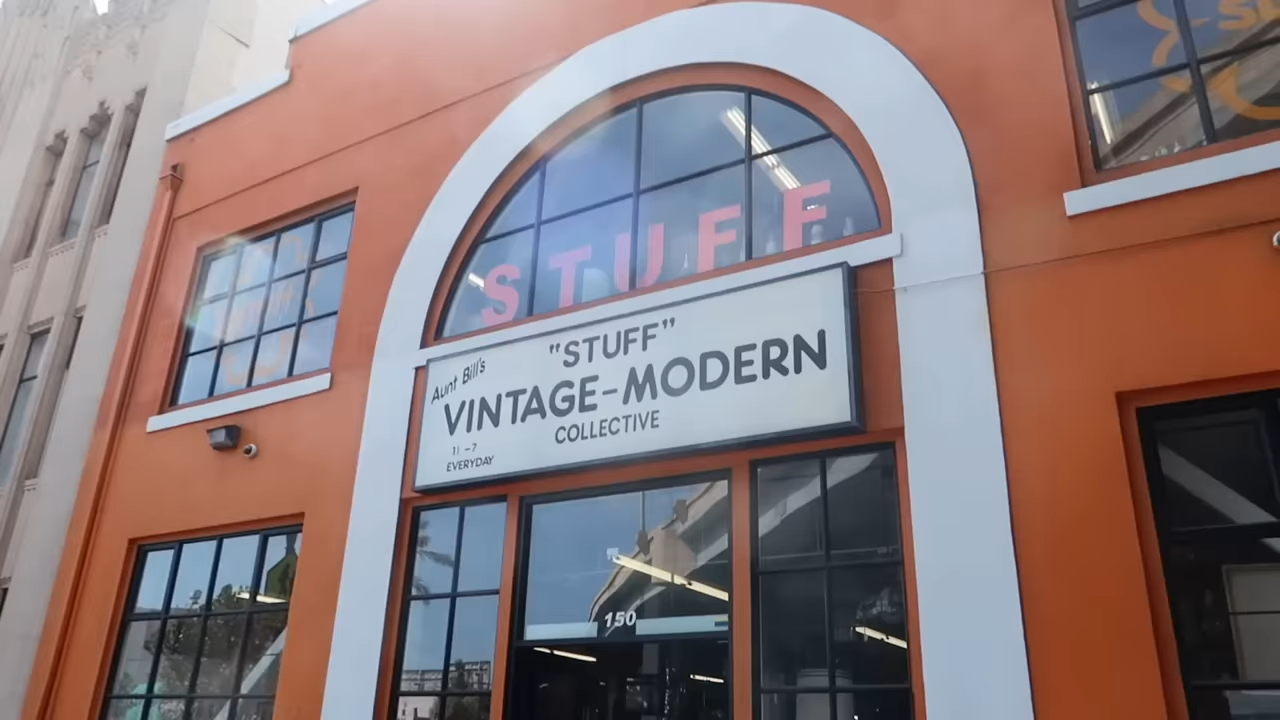 STUFF
"STUFF"
Aunt Bill's
VINTAGE-MODERN
COLLECTIVE
11-7
EVERYDAY
150